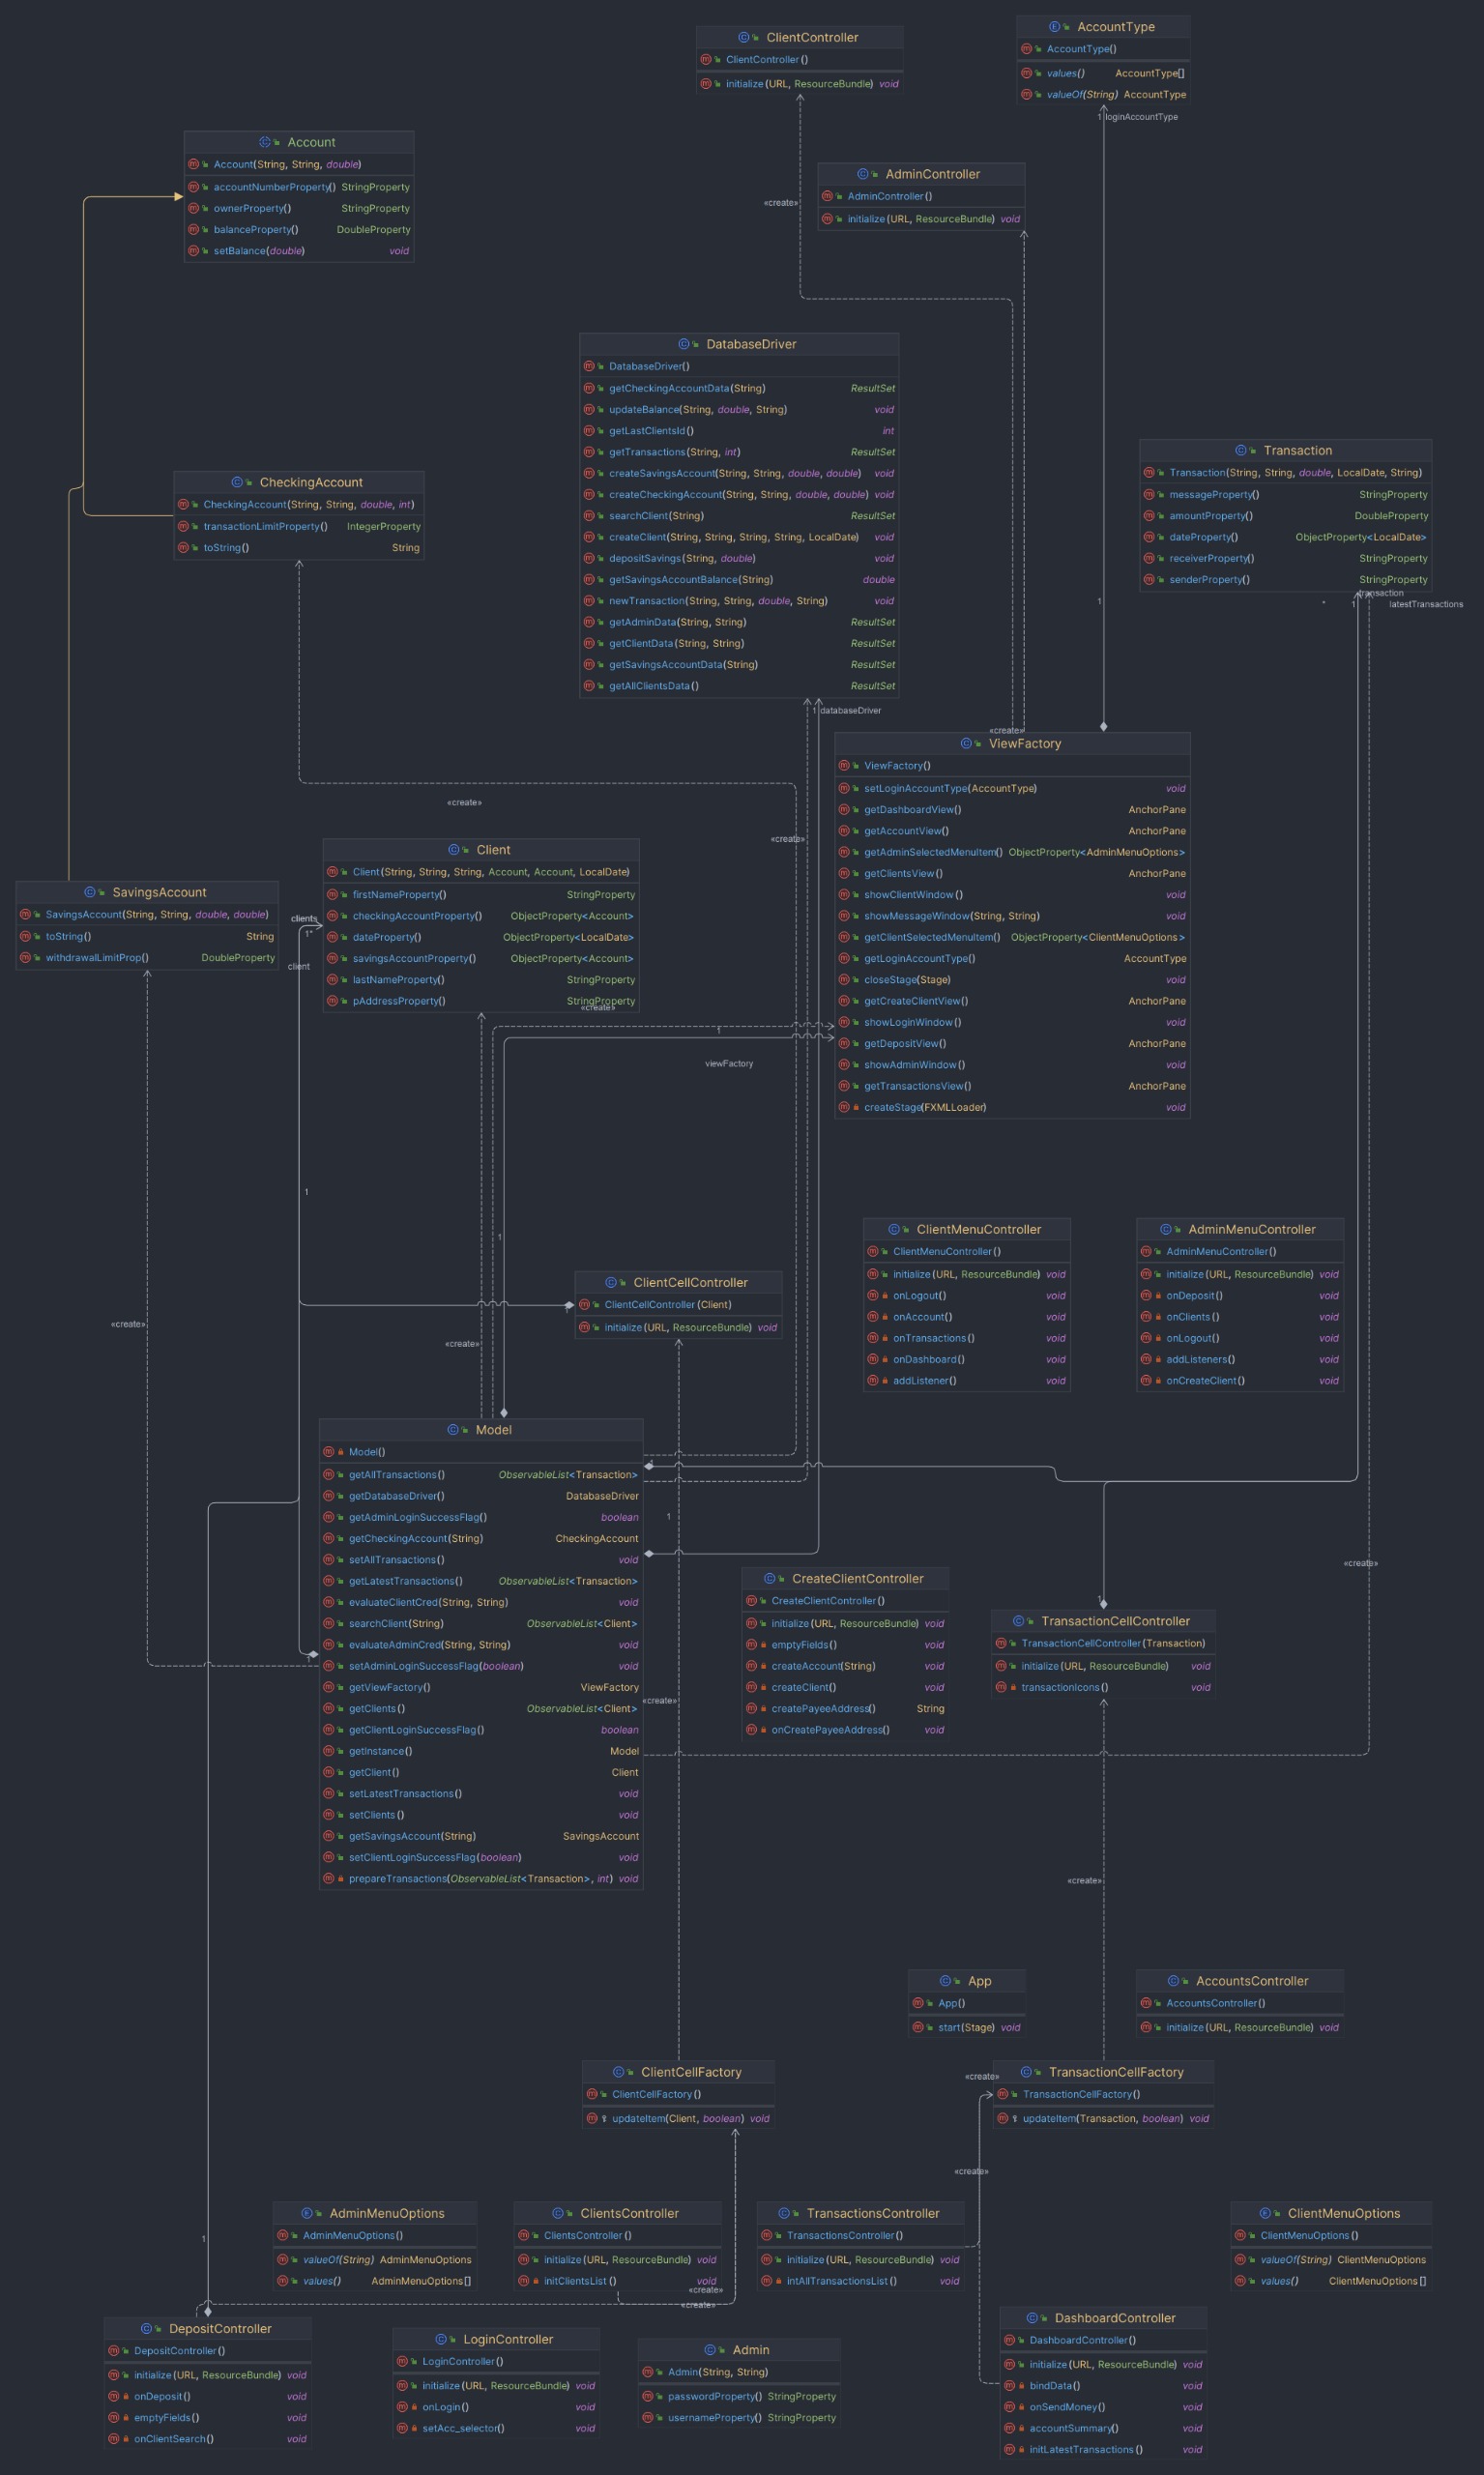 ClientController
ClientController()
initialize(URL, ResourceBundle) void
AccountType
AccountType()
values() AccountType[]
valueOf(String) AccountType
1 loginAccountType
Account
Account(String, String, double)
accountNumberProperty() StringProperty
ownerProperty() StringProperty
balanceProperty() DoubleProperty
setBalance(double) void
AdminController
AdminController()
initialize(URL, ResourceBundle) void
«create»
DatabaseDriver
DatabaseDriver()
getCheckingAccountData(String) ResultSet
updateBalance(String, double, String) void
getLastClientsId() int
getTransactions(String, int) ResultSet
createSavingsAccount(String, String, double, double) void
createCheckingAccount(String, String, double, double) void
searchClient(String) ResultSet
createClient(String, String, String, String, LocalDate) void
depositSavings(String, double) void
getSavingsAccountBalance(String) double
newTransaction(String, String, double, String) void
getAdminData(String, String) ResultSet
getClientData(String, String) ResultSet
getSavingsAccountData(String) ResultSet
getAllClientsData() ResultSet
1 databaseDriver
CheckingAccount
CheckingAccount(String, String, double, int)
transactionLimitProperty() IntegerProperty
toString() String
Transaction
Transaction(String, String, double, LocalDate, String)
messageProperty() StringProperty
amountProperty() DoubleProperty
dateProperty() ObjectProperty<LocalDate>
receiverProperty() StringProperty
senderProperty() StringProperty
transaction
* 1 latestTransactions
1
«create»
ViewFactory
ViewFactory()
setLoginAccountType(AccountType) void
getDashboardView() AnchorPane
getAccountView() AnchorPane
getAdminSelectedMenuItem() ObjectProperty<AdminMenuOptions>
getClientsView() AnchorPane
showClientWindow() void
showMessageWindow(String, String) void
getClientSelectedMenuItem() ObjectProperty<ClientMenuOptions>
getLoginAccountType() AccountType
closeStage(Stage) void
getCreateClientView() AnchorPane
showLoginWindow() void
getDepositView() AnchorPane
showAdminWindow() void
getTransactionsView() AnchorPane
createStage(FXMLLoader) void
«create»
«create»
Client
Client(String, String, String, Account, Account, LocalDate)
firstNameProperty() StringProperty
checkingAccountProperty() ObjectProperty<Account>
dateProperty() ObjectProperty<LocalDate>
savingsAccountProperty() ObjectProperty<Account>
lastNameProperty() StringProperty
pAddressProperty() StringProperty
«create»
SavingsAccount
SavingsAccount(String, String, double, double)
toString() String
withdrawalLimitProp() DoubleProperty
clients
1*
client
1
viewFactory
1
1
ClientMenuController
ClientMenuController()
initialize(URL, ResourceBundle) void
onLogout() void
onAccount() void
onTransactions() void
onDashboard() void
addListener() void
AdminMenuController
AdminMenuController()
initialize(URL, ResourceBundle) void
onDeposit() void
onClients() void
onLogout() void
addListeners() void
onCreateClient() void
ClientCellController
ClientCellController(Client)
1
initialize(URL, ResourceBundle) void
«create»
«create»
Model
Model()
getAllTransactions() ObservableList<Transaction>
getDatabaseDriver() DatabaseDriver
getAdminLoginSuccessFlag() boolean
getCheckingAccount(String) CheckingAccount
setAllTransactions() void
getLatestTransactions() ObservableList<Transaction>
evaluateClientCred(String, String) void
searchClient(String) ObservableList<Client>
evaluateAdminCred(String, String) void
setAdminLoginSuccessFlag(boolean) void
getViewFactory() ViewFactory
getClients() ObservableList<Client>
getClientLoginSuccessFlag() boolean
getInstance() Model
getClient() Client
setLatestTransactions() void
setClients() void
getSavingsAccount(String) SavingsAccount
setClientLoginSuccessFlag(boolean) void
prepareTransactions(ObservableList<Transaction>, int) void
1
1
1
«create»
«create»
CreateClientController
CreateClientController()
initialize(URL, ResourceBundle) void
emptyFields() void
createAccount(String) void
createClient() void
createPayeeAddress() String
onCreatePayeeAddress() void
1
TransactionCellController
TransactionCellController(Transaction)
initialize(URL, ResourceBundle) void
transactionIcons() void
«create»
App
App()
start(Stage) void
AccountsController
AccountsController()
initialize(URL, ResourceBundle) void
ClientCellFactory
ClientCellFactory()
updateItem(Client, boolean) void
TransactionCellFactory
TransactionCellFactory()
updateItem(Transaction, boolean) void
«create»
«create»
1
AdminMenuOptions
AdminMenuOptions()
valueOf(String) AdminMenuOptions
values() AdminMenuOptions[]
ClientsController
ClientsController()
initialize(URL, ResourceBundle) void
initClientsList() void
«create»
«create»
TransactionsController
TransactionsController()
initialize(URL, ResourceBundle) void
intAllTransactionsList() void
ClientMenuOptions
ClientMenuOptions()
valueOf(String) ClientMenuOptions
values() ClientMenuOptions[]
DepositController
DepositController()
initialize(URL, ResourceBundle) void
onDeposit() void
emptyFields() void
onClientSearch() void
LoginController
LoginController()
initialize(URL, ResourceBundle) void
onLogin() void
setAcc_selector() void
Admin
Admin(String, String)
passwordProperty() StringProperty
usernameProperty() StringProperty
DashboardController
DashboardController()
initialize(URL, ResourceBundle) void
bindData() void
onSendMoney() void
accountSummary() void
initLatestTransactions() void